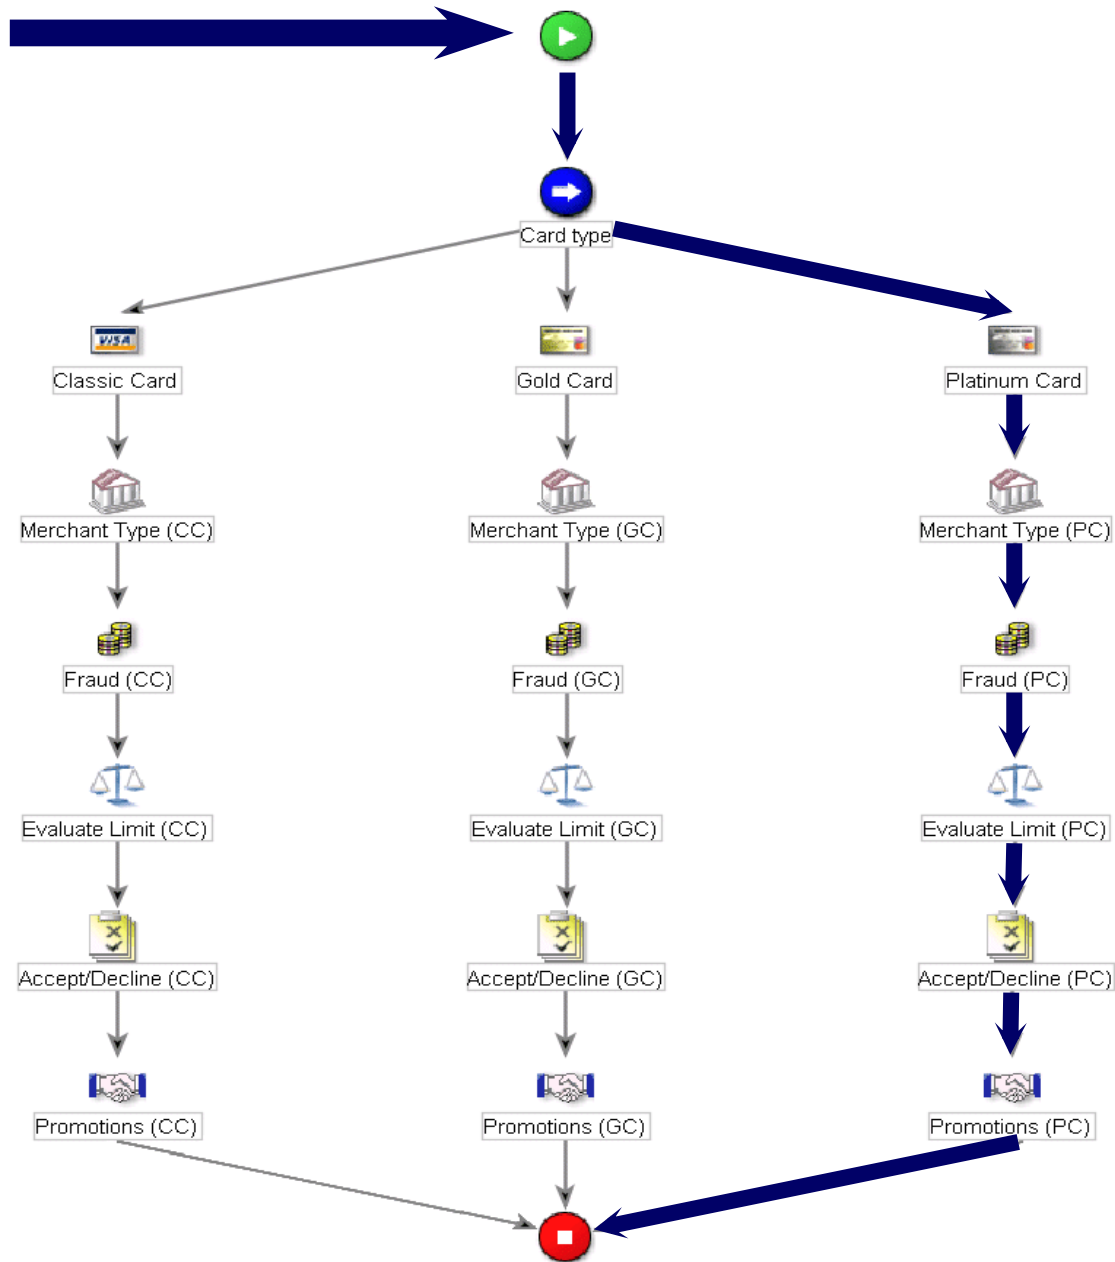 Card type
VISA
Classic Card
Gold Card
Platinum Card
Merchant Type (CC)
Merchant Type (GC)
Merchant Type (PC)
Fraud (CC)
Fraud (GC)
Fraud (PC)
Evaluate Limit (CC)
Evaluate Limit (GC)
Evaluate Limit (PC)
Accept/Decline (CC)
Accept/Decline (GC)
Accept/Decline (PC)
Promotions (CC)
Promotions (GC)
Promotions (PC)